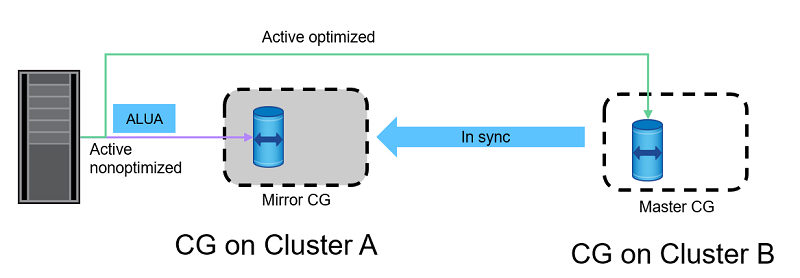 Active optimized
ALUA
Active
nonoptimized
In sync
Mirror CG
Master CG
CG on Cluster A
CG on Cluster B